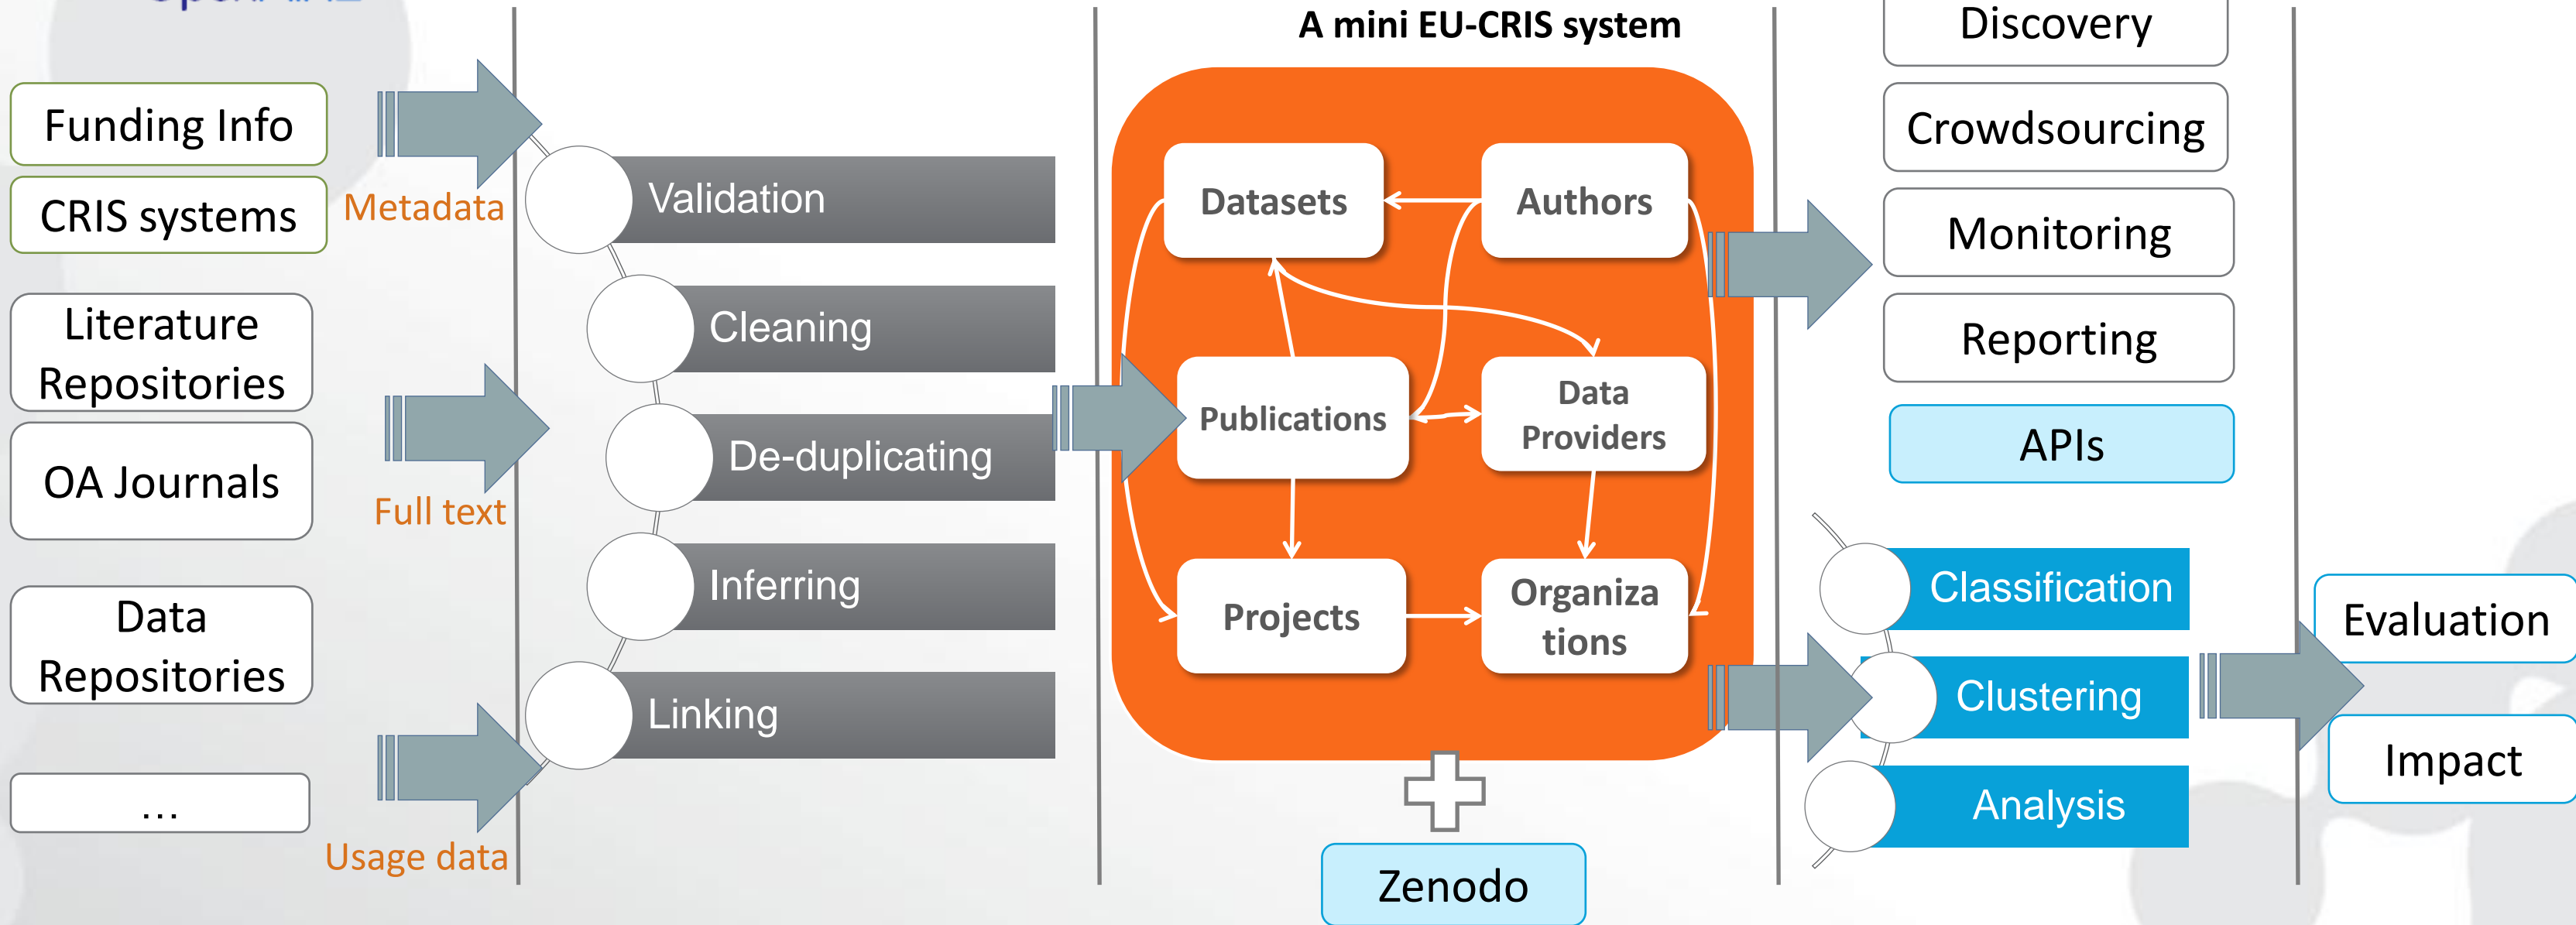 A mini EU-CRIS system
Funding Info
CRIS systems
Literature
Repositories
OA Journals
Data
Repositories
...
Metadata
Full text
Usage data
Validation
Cleaning
De-duplicating
Inferring
Linking
Datasets
Authors
Publications
Data
Providers
Projects
Organiza
tions
Zenodo
Discovery
Crowdsourcing
Monitoring
Reporting
APIs
Classification
Clustering
Analysis
Evaluation
Impact